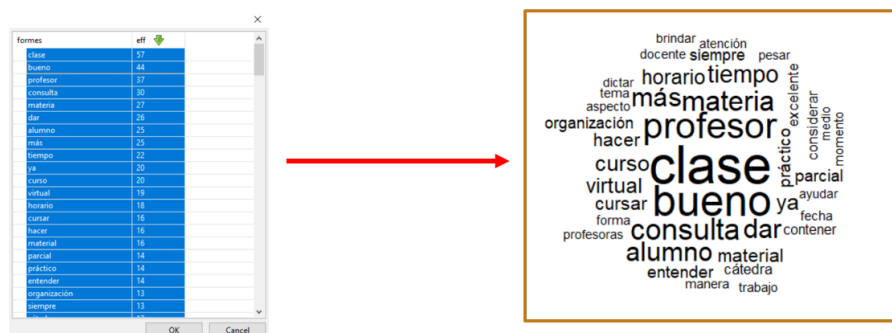 formes eff
clase 57
bueno 44
profesor 37
consulta 30
materia 27
dar 26
alumno 25
más 25
tiempo 22
ya 20
curso 20
virtual 19
horario 18
cursar 16
hacer 16
material 16
parcial 14
práctico 14
entender 14
organización 13
siempre 13
OK Cancel
brindar atención
docente siempre pesar
dictar horario tiempo
tema más materia excelente
aspecto
organización profesor considerar medio momento
hacer
curso clase práctico parcial
virtual bueno ayudar
cursar ya
forma fecha
profesoras consulta dar contener
alumno material
entender cátedra
manera trabajo